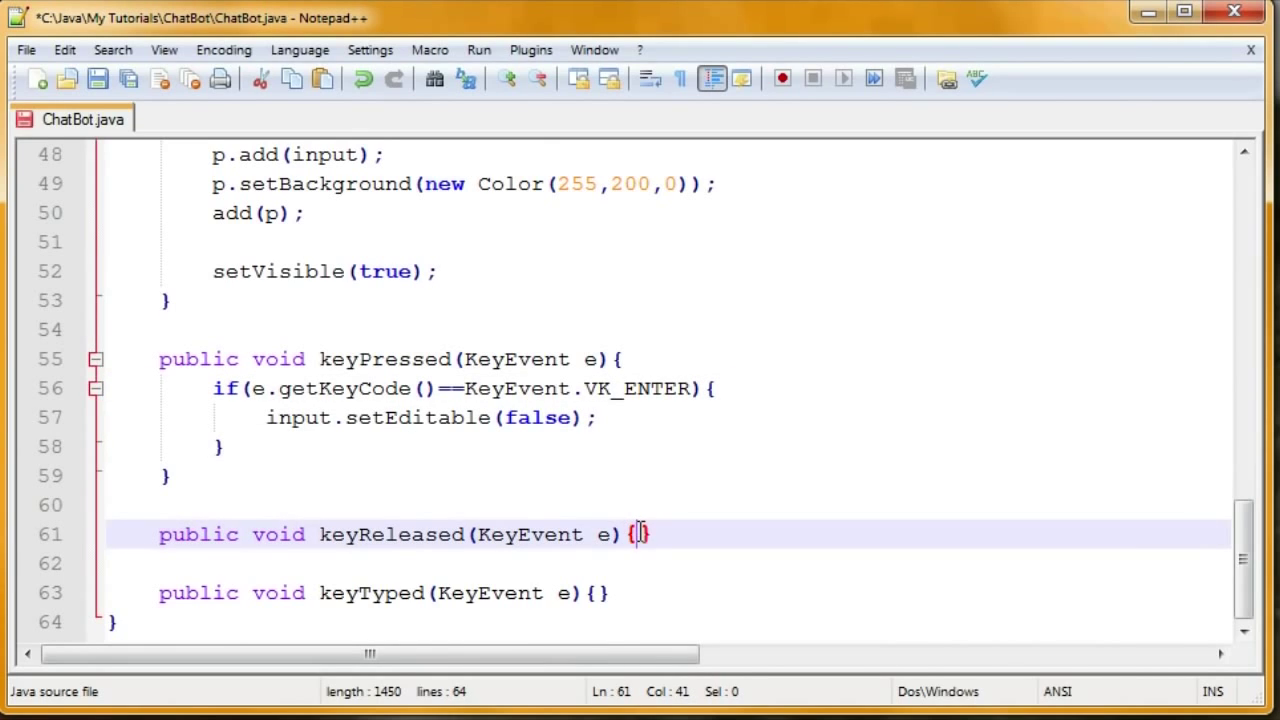 *C:\Java\My Tutorials\ChatBot\ChatBot.java - Notepad++
File Edit Search View Encoding Language Settings Macro Run Plugins Window ? X
ABC
ChatBot.java
48 p.add(input);
49 p.setBackground(new Color(255,200,0));
50 add(p);
51
52 setVisible(true);
53 }
54
55 public void keyPressed(KeyEvent e){
56 if(e.getKeyCode()==KeyEvent.VK_ENTER){
57 input.setEditable(false);
58 }
59 }
60
61 public void keyReleased(KeyEvent e){}
62
63 public void keyTyped(KeyEvent e){}
64 }
Java source file length : 1450 lines : 64 Ln : 61 Col : 41 Sel : 0 Dos\Windows ANSI INS